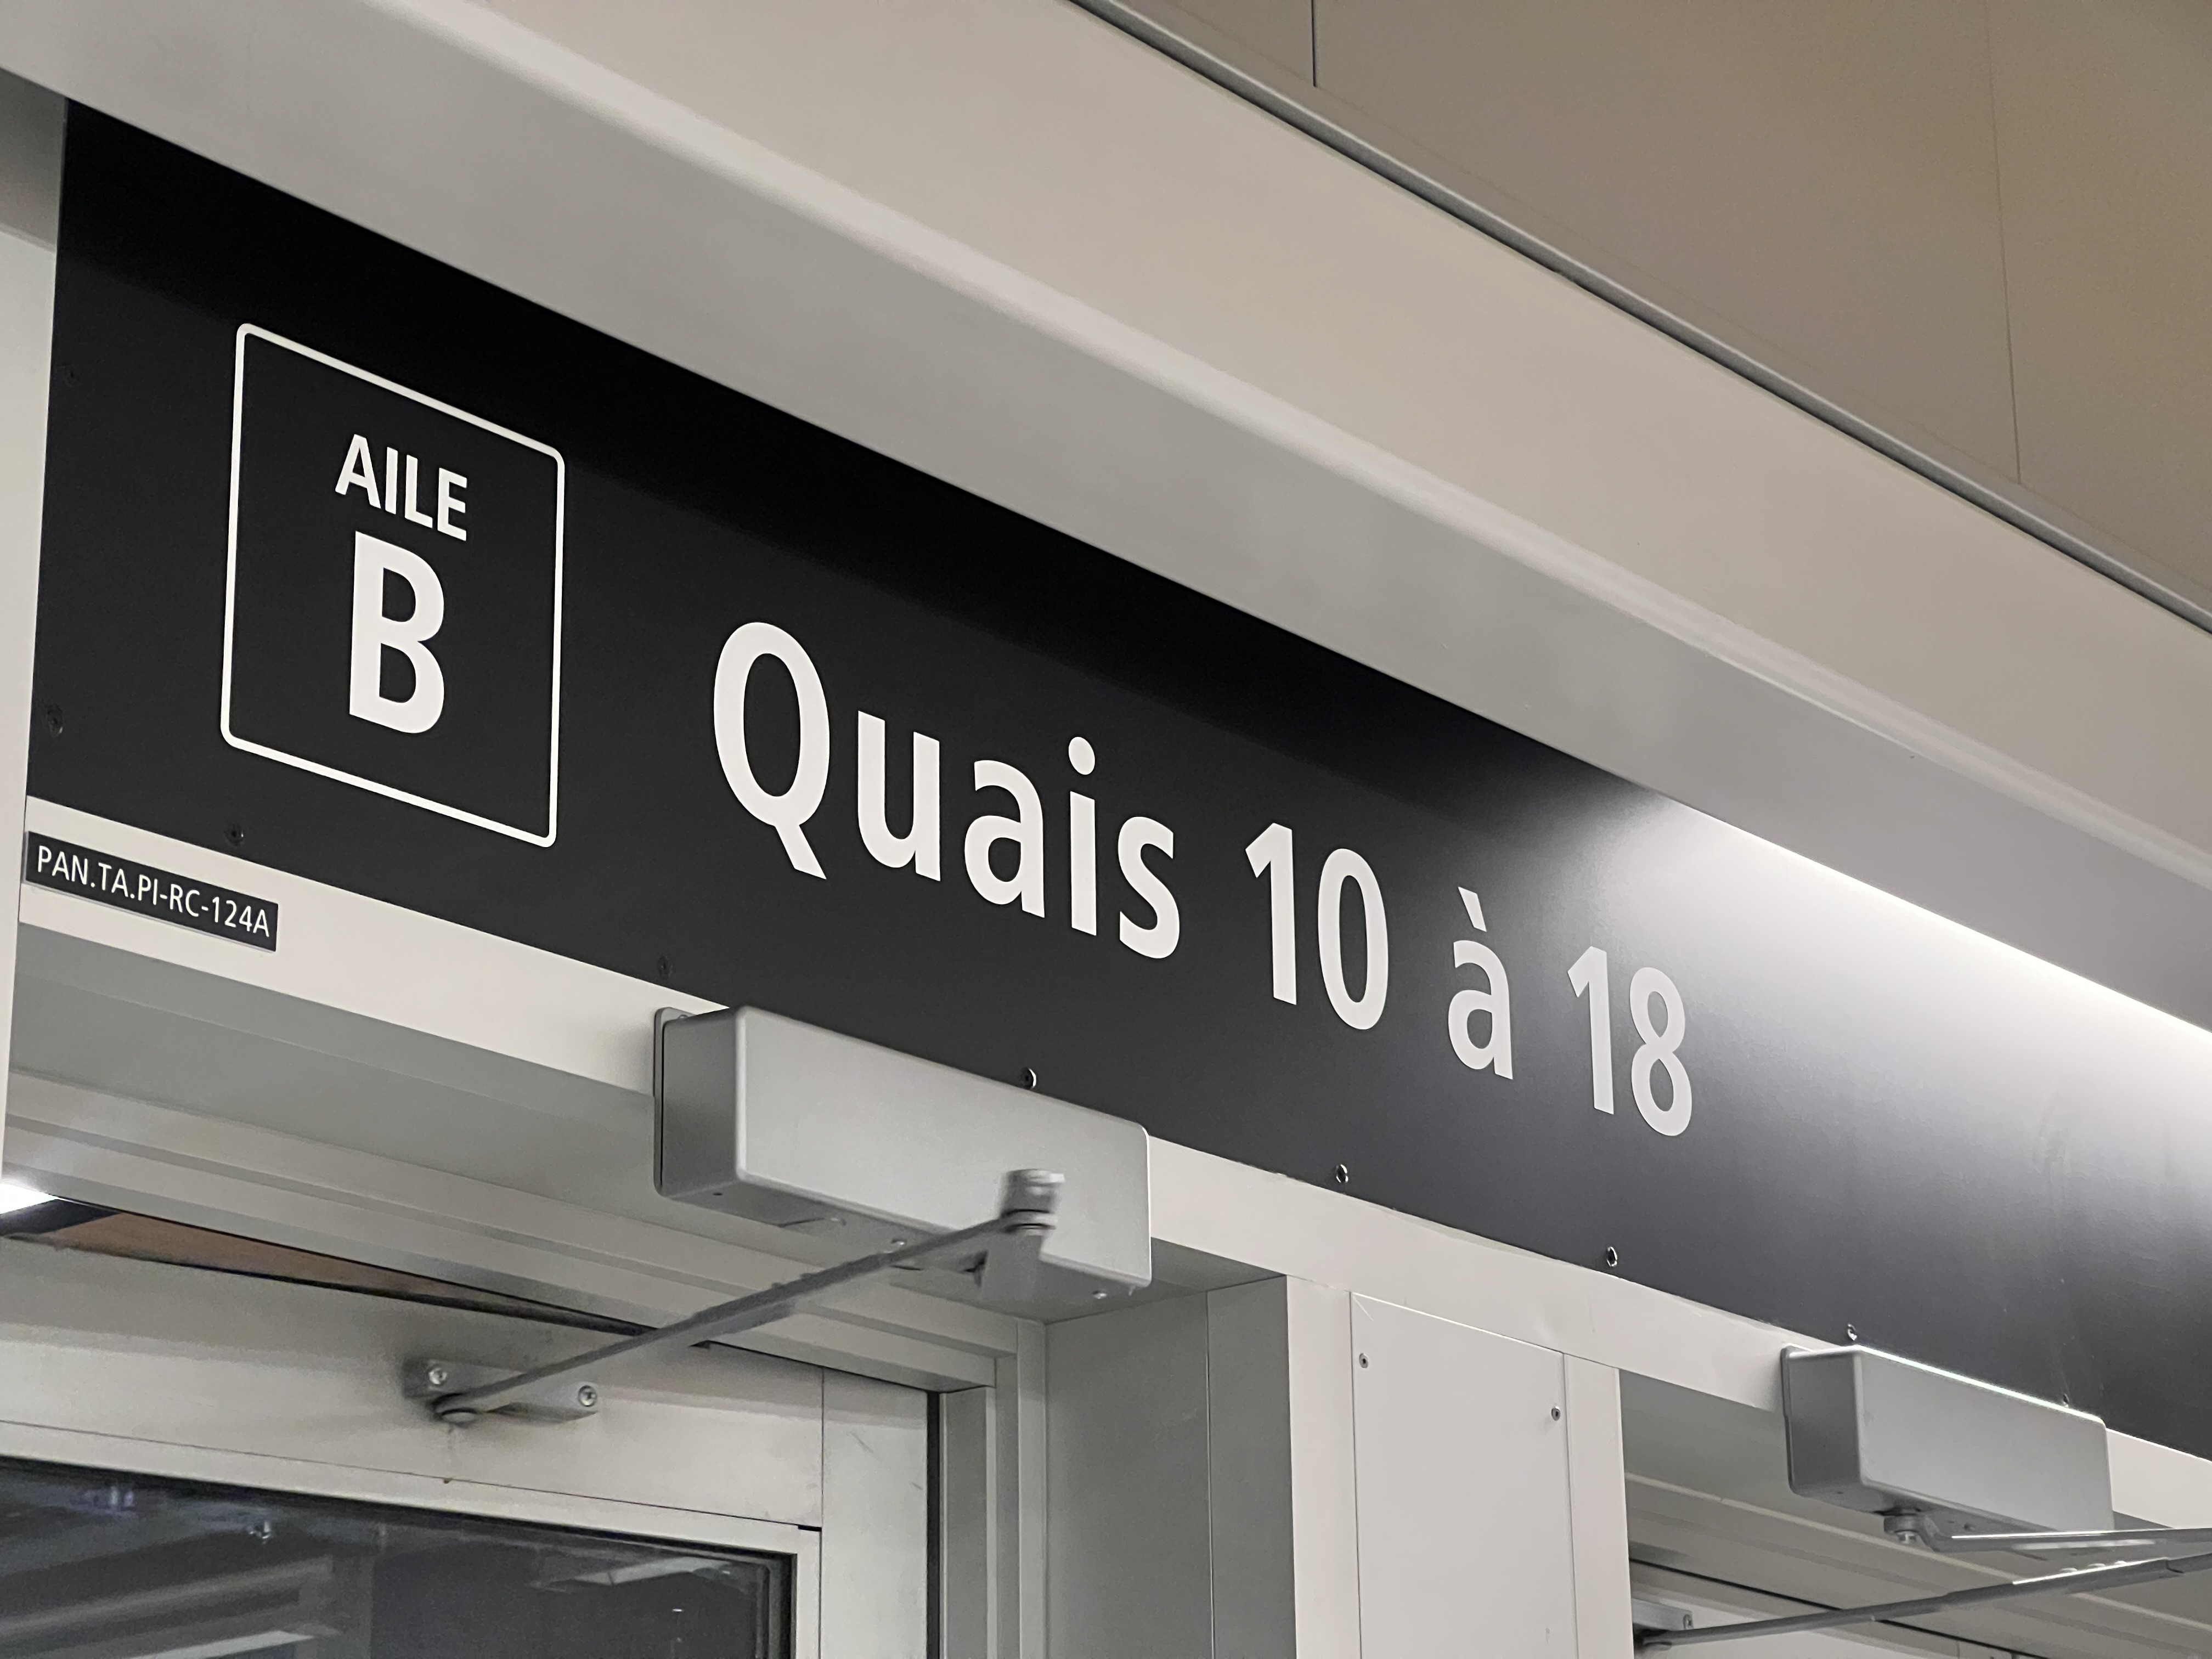 AILE
B
Quais 10 à 18
PAN.TA.PI-RC-124A